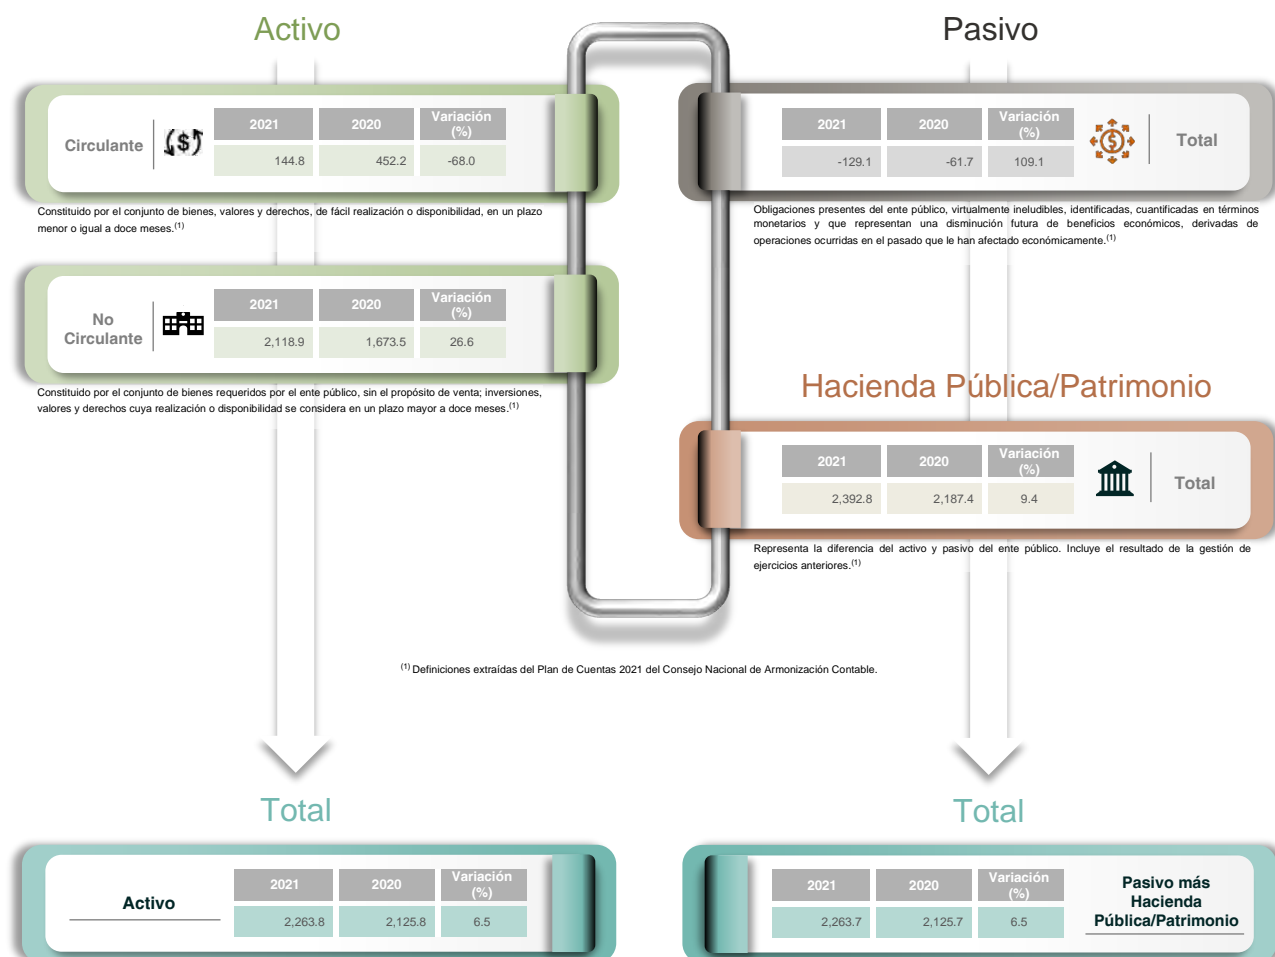 Activo
Circulante
2021 2020 Variación (%)
144.8 452.2 -68.0
Constituido por el conjunto de bienes, valores y derechos, de fácil realización o disponibilidad, en un plazo
menor o igual a doce meses.(1)
No
Circulante
2021 2020 Variación (%)
2,118.9 1,673.5 26.6
Constituido por el conjunto de bienes requeridos por el ente público, sin el propósito de venta; inversiones,
valores y derechos cuya realización o disponibilidad se considera en un plazo mayor a doce meses.(1)
Pasivo
2021 2020 Variación (%)
-129.1 -61.7 109.1
Total
Obligaciones presentes del ente público, virtualmente ineludibles, identificadas, cuantificadas en términos
monetarios y que representan una disminución futura de beneficios económicos, derivadas de
operaciones ocurridas en el pasado que le han afectado económicamente.(1)
Hacienda Pública/Patrimonio
2021 2020 Variación (%)
2,392.8 2,187.4 9.4
Total
Representa la diferencia del activo y pasivo del ente público. Incluye el resultado de la gestión de
ejercicios anteriores.(1)
(1) Definiciones extraídas del Plan de Cuentas 2021 del Consejo Nacional de Armonización Contable.
Total
Activo
2021 2020 Variación (%)
2,263.8 2,125.8 6.5
Total
2021 2020 Variación (%)
2,263.7 2,125.7 6.5
Pasivo más
Hacienda
Pública/Patrimonio